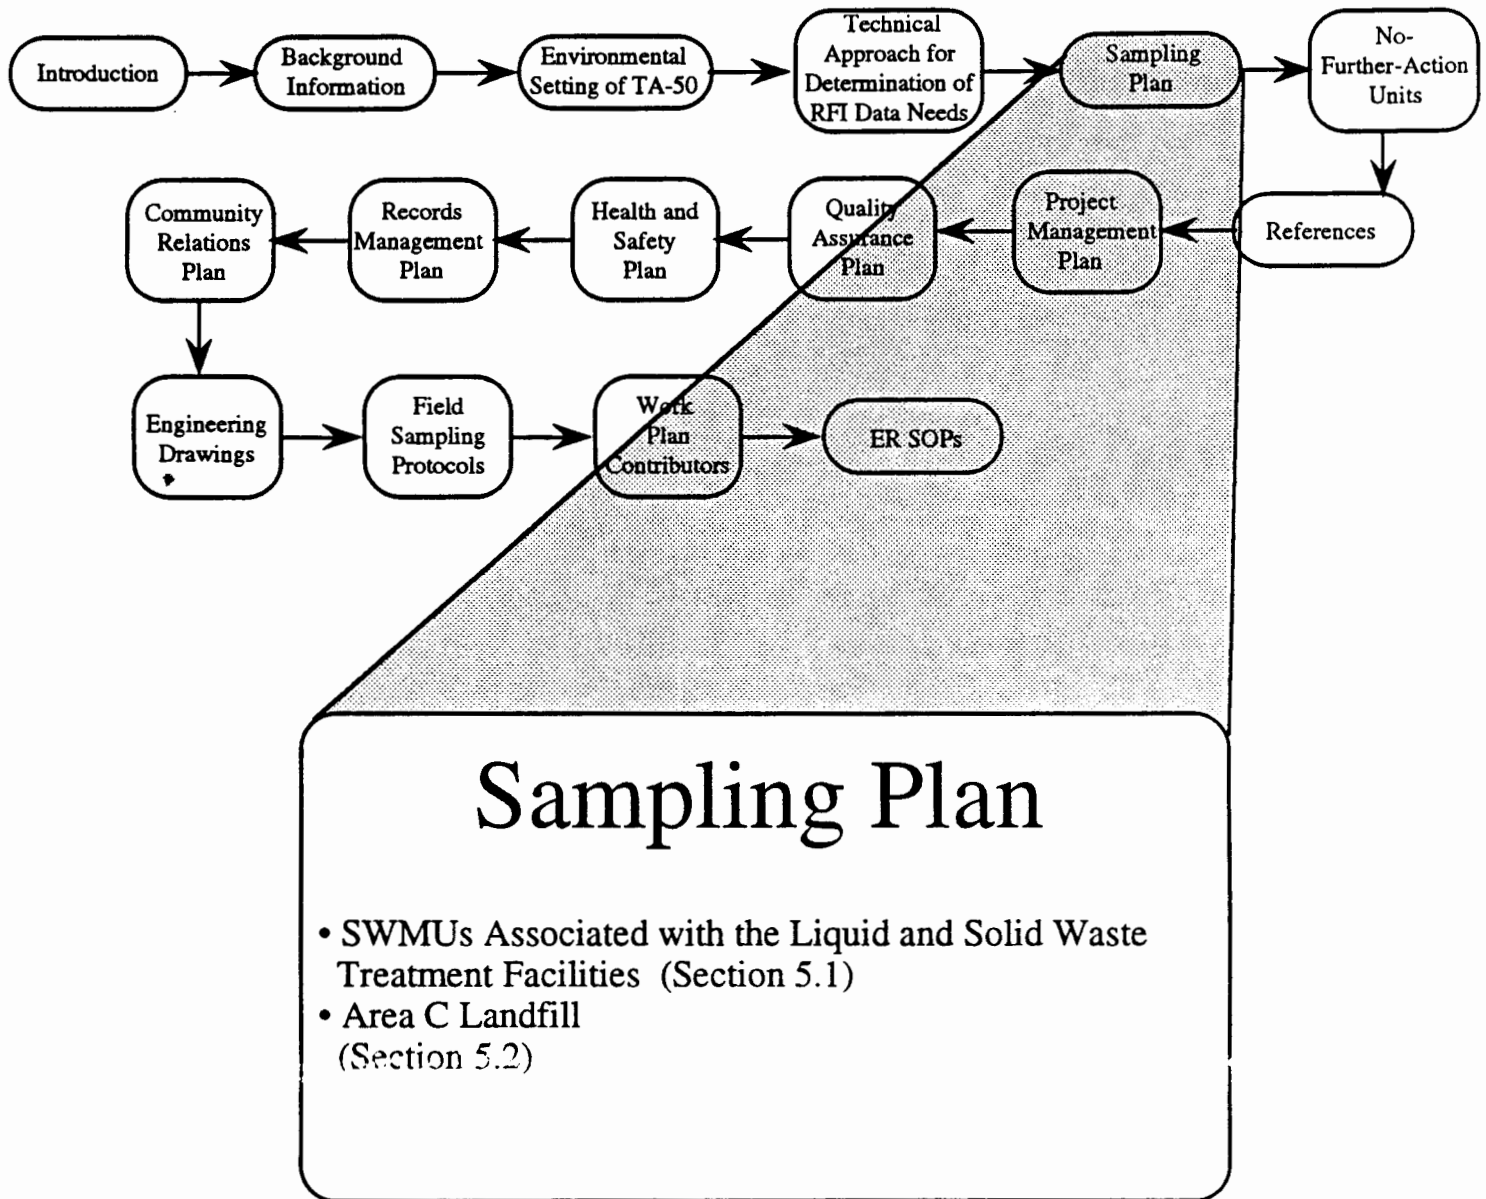 Introduction
Background
Information
Environmental
Setting of TA-50
Technical
Approach for
Determination of
RFI Data Needs
Sampling
Plan
No-
Further-Action
Units
Community
Relations
Plan
Records
Management
Plan
Health and
Safety
Plan
Quality
Assurance
Plan
Project
Management
Plan
References
Engineering
Drawings
Field
Sampling
Protocols
Work
Plan
Contributors
ER SOPs
Sampling Plan
• SWMUs Associated with the Liquid and Solid Waste
Treatment Facilities (Section 5.1)
• Area C Landfill
(Section 5.2)